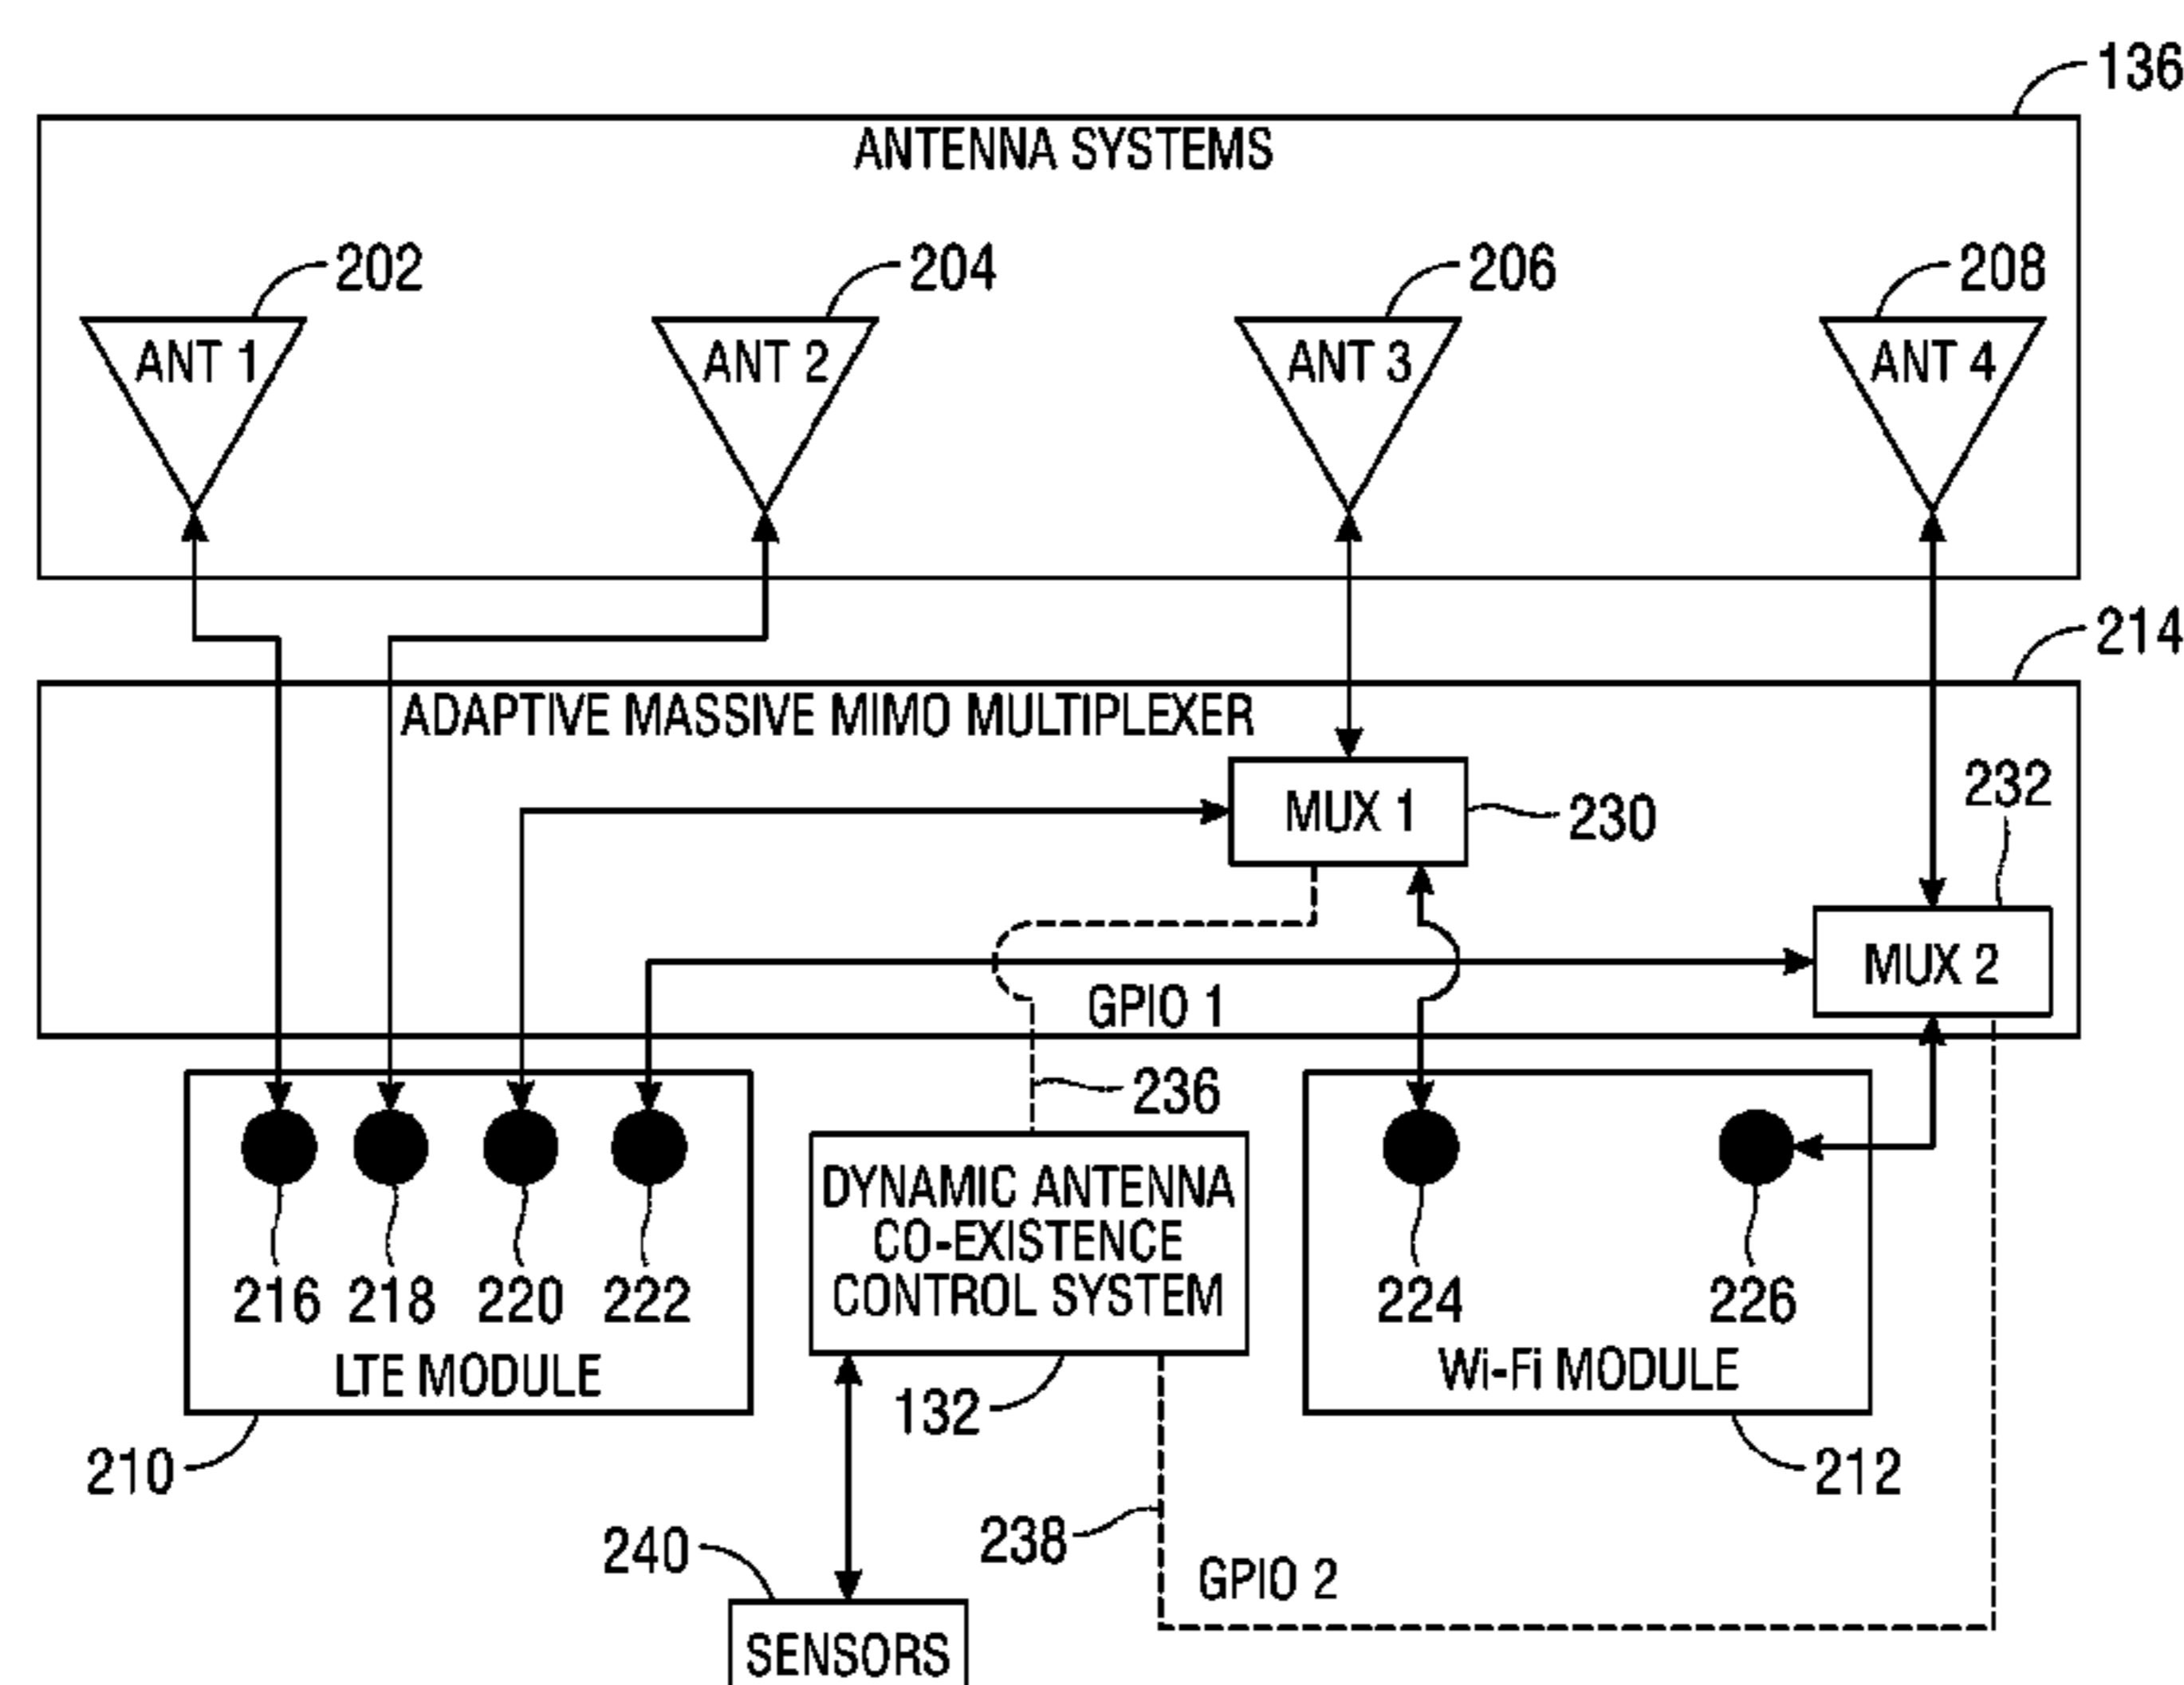 136
ANTENNA SYSTEMS
202
204
206
208
ANT 1
ANT 2
ANT 3
ANT 4
214
ADAPTIVE MASSIVE MIMO MULTIPLEXER
232
MUX 1
230
MUX 2
GPIO 1
236
DYNAMIC ANTENNA
CO-EXISTENCE
CONTROL SYSTEM
216
218
220
222
224
226
LTE MODULE
Wi-Fi MODULE
132
210
212
238
240
GPIO 2
SENSORS